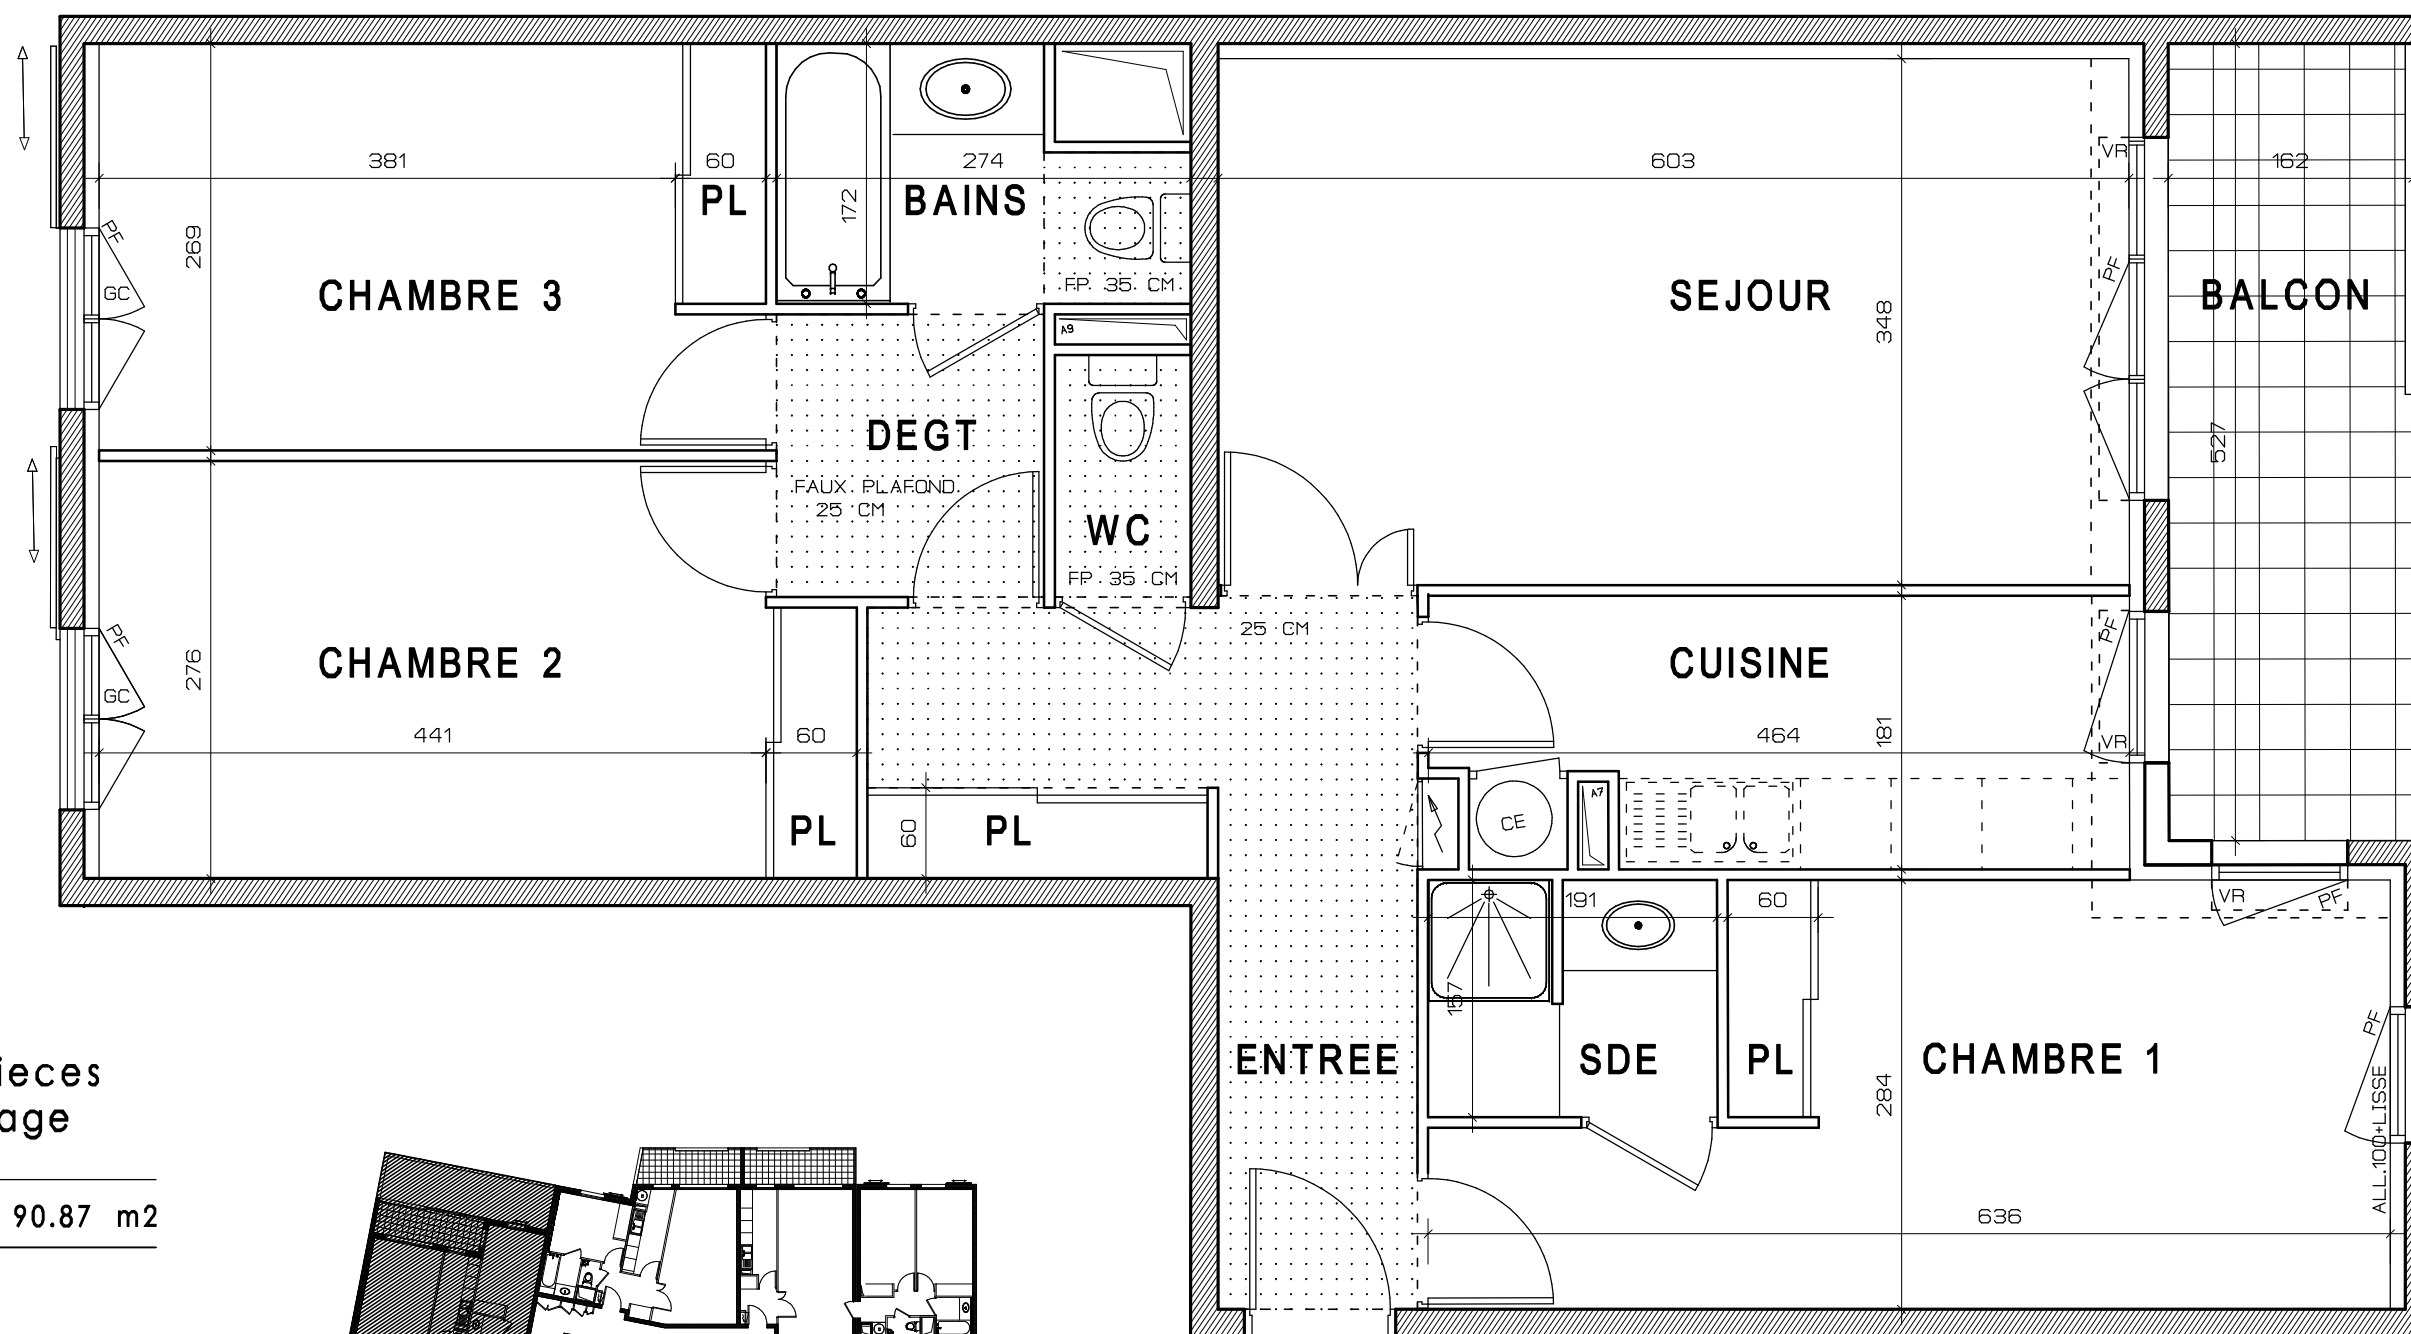 381
60
274
603
162
PL
BAINS
172
VR
PF
269
GC
CHAMBRE 3
FP 35 CM
SEJOUR
PF
BALCON
A9
348
DEGT
527
FAUX PLAFOND
25 CM
WC
FP 35 CM
25 CM
PF
PF
276
CHAMBRE 2
CUISINE
GC
441
60
464
181
VR
60
PL
PL
CE
A7
191
60
VR
PF
157
PF
ieces
ENTREE
SDE
PL
CHAMBRE 1
284
age
ALL.100+LISSE
90.87 m2
636